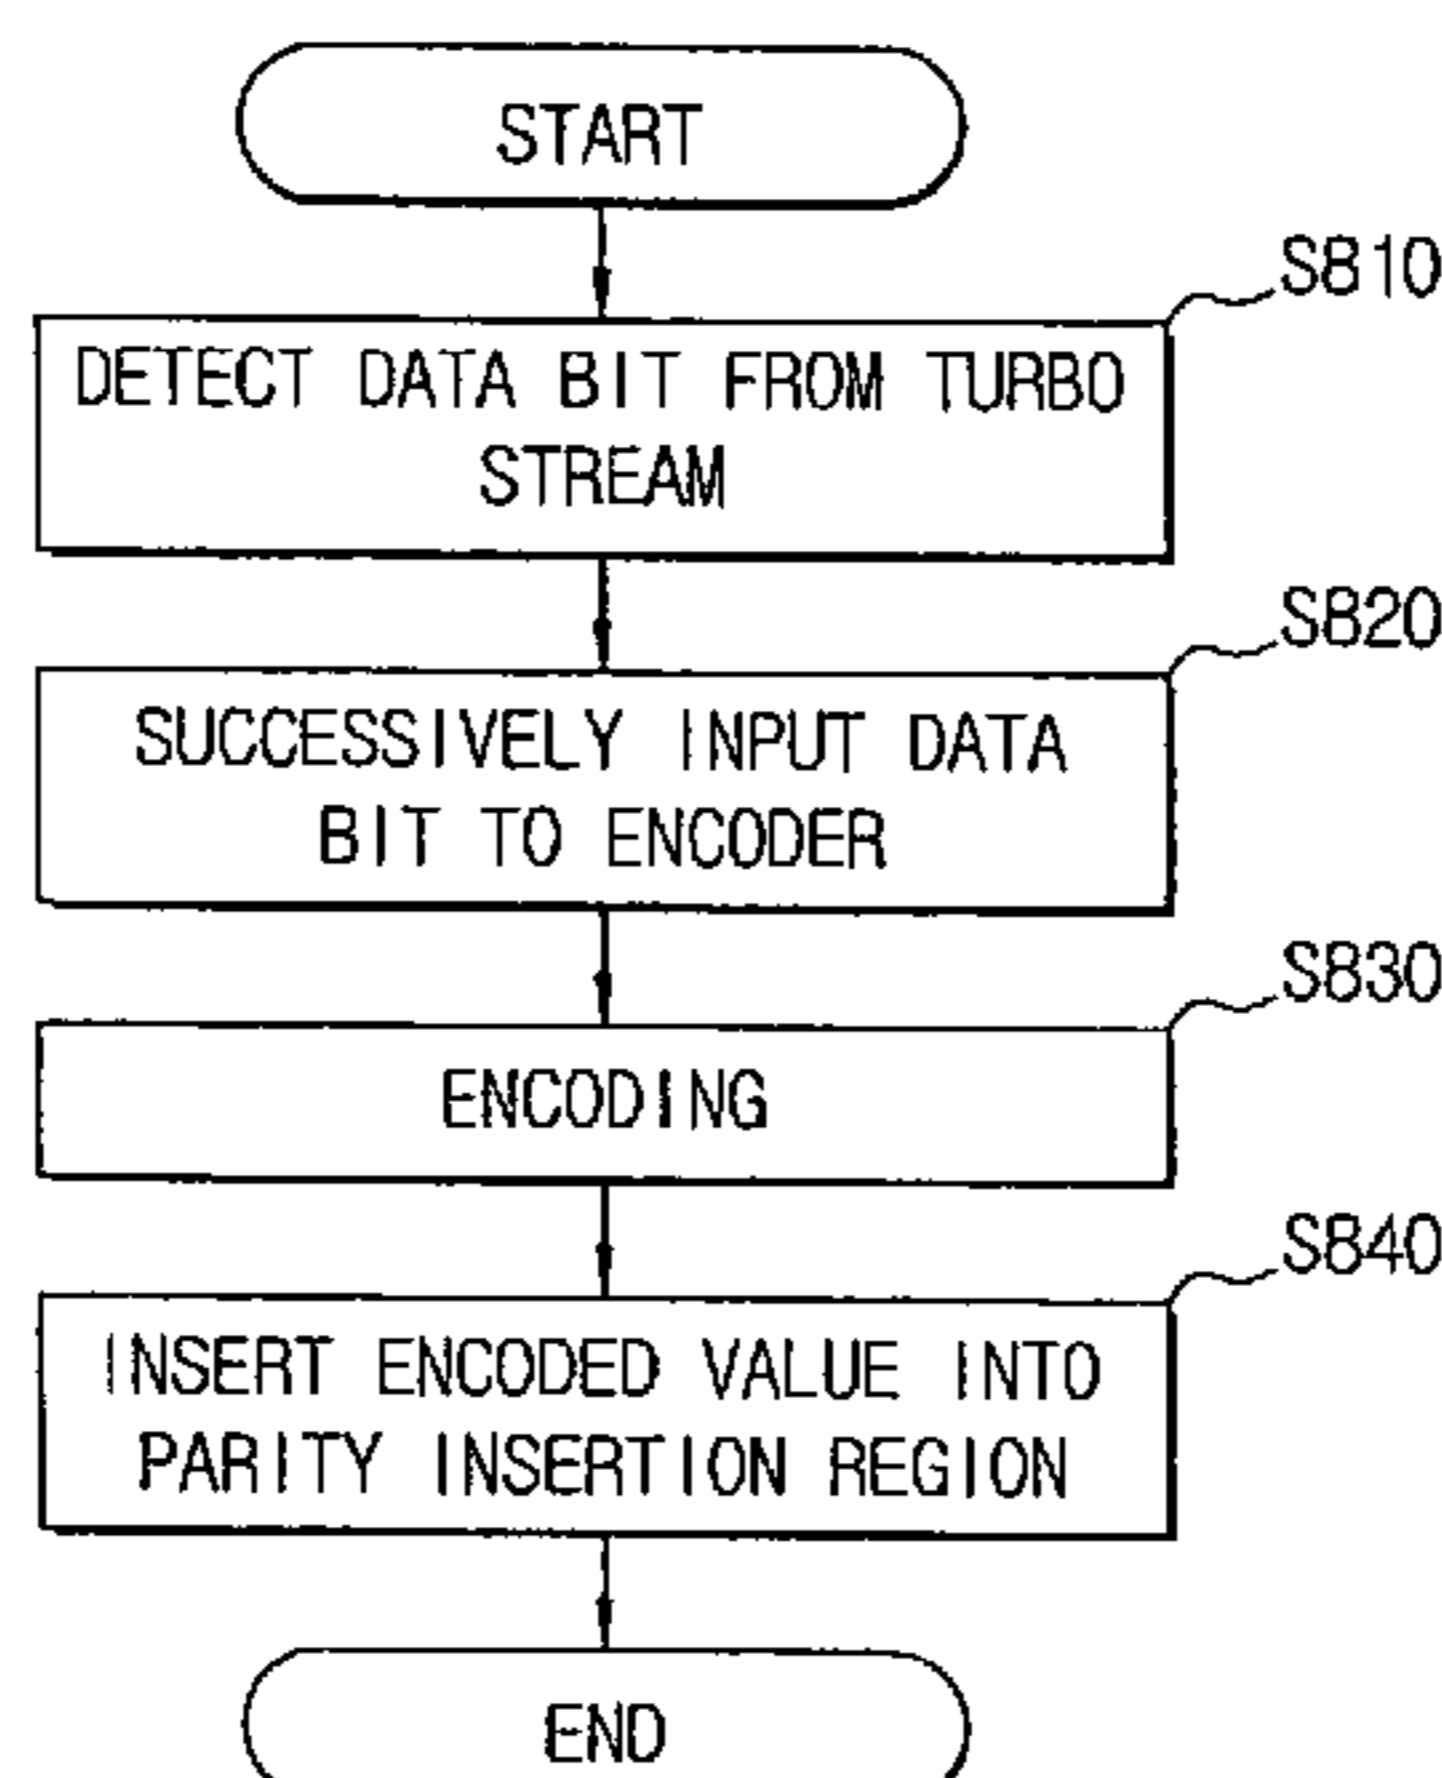 START
S810
DETECT DATA BIT FROM TURBO
STREAM
S820
SUCCESSIVELY INPUT DATA
BIT TO ENCODER
S830
ENCODING
S840
INSERT ENCODED VALUE INTO
PARITY INSERTION REGION
END